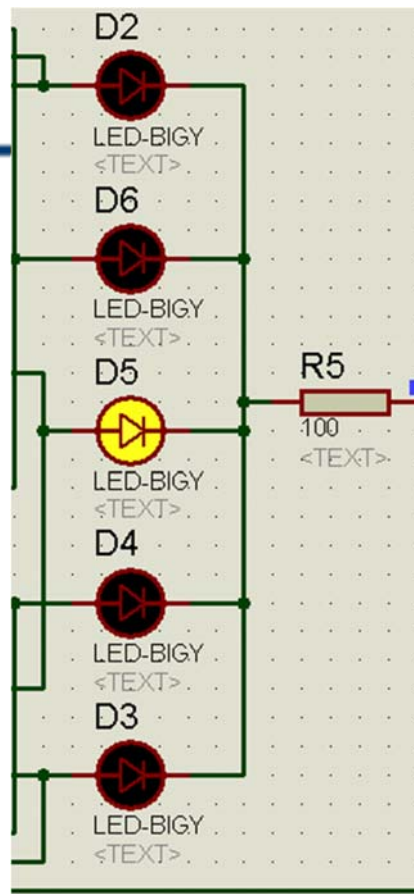 D2
LED-BIGY
<TEXT>
D6
LED-BIGY
<TEXT>
D5
LED-BIGY
<TEXT>
R5
100
<TEXT>
D4
LED-BIGY
<TEXT>
D3
LED-BIGY
<TEXT>